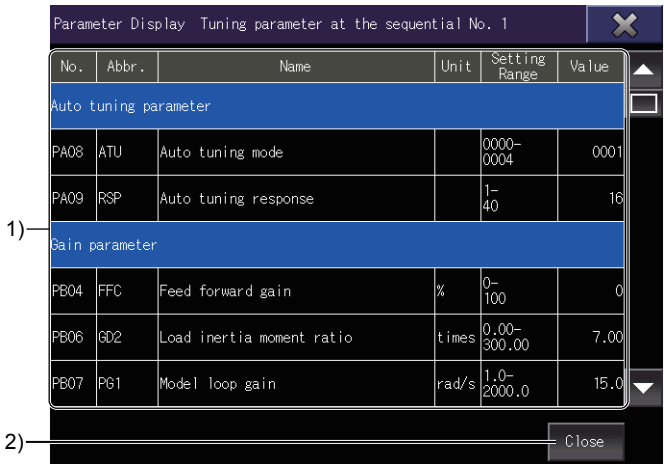 Parameter Display Tuning parameter at the sequential No. 1
No. Abbr. Name Unit Setting Range Value
Auto tuning parameter
PA08 ATU Auto tuning mode 0000-0004 0001
PA09 RSP Auto tuning response 1-40 16
1)
Gain parameter
PB04 FFC Feed forward gain % 0-100 0
PB06 GD2 Load inertia moment ratio times 0.00-300.00 7.00
PB07 PG1 Model loop gain rad/s 1.0-2000.0 15.0
2)
Close